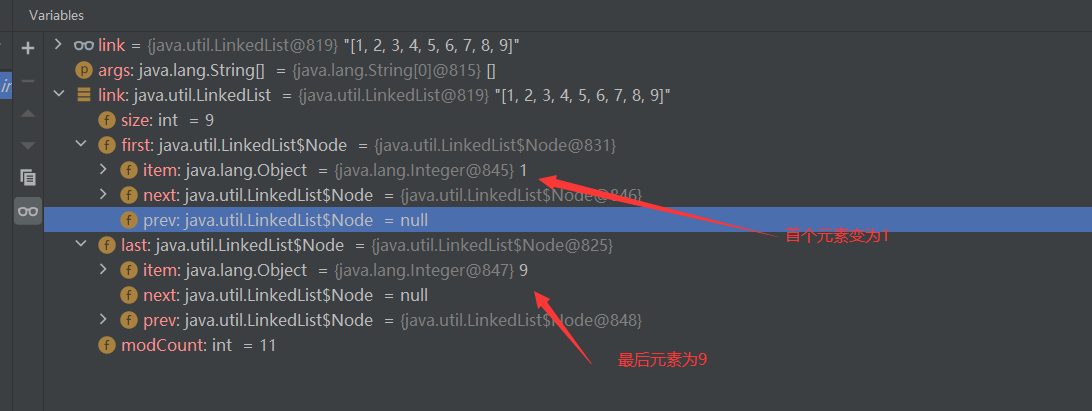 Variables
link = {java.util.LinkedList@819} "[1, 2, 3, 4, 5, 6, 7, 8, 9]"
args: java.lang.String[] = {java.lang.String[0]@815} []
link: java.util.LinkedList = {java.util.LinkedList@819} "[1, 2, 3, 4, 5, 6, 7, 8, 9]"
size: int = 9
first: java.util.LinkedList$Node = {java.util.LinkedList$Node@831}
item: java.lang.Object = {java.lang.Integer@845} 1
next: java.util.LinkedList$Node = {java.util.LinkedList$Node@846}
prev: java.util.LinkedList$Node = null
首个元素变为1
last: java.util.LinkedList$Node = {java.util.LinkedList$Node@825}
item: java.lang.Object = {java.lang.Integer@847} 9
next: java.util.LinkedList$Node = null
prev: java.util.LinkedList$Node = {java.util.LinkedList$Node@848}
modCount: int = 11
最后元素为9